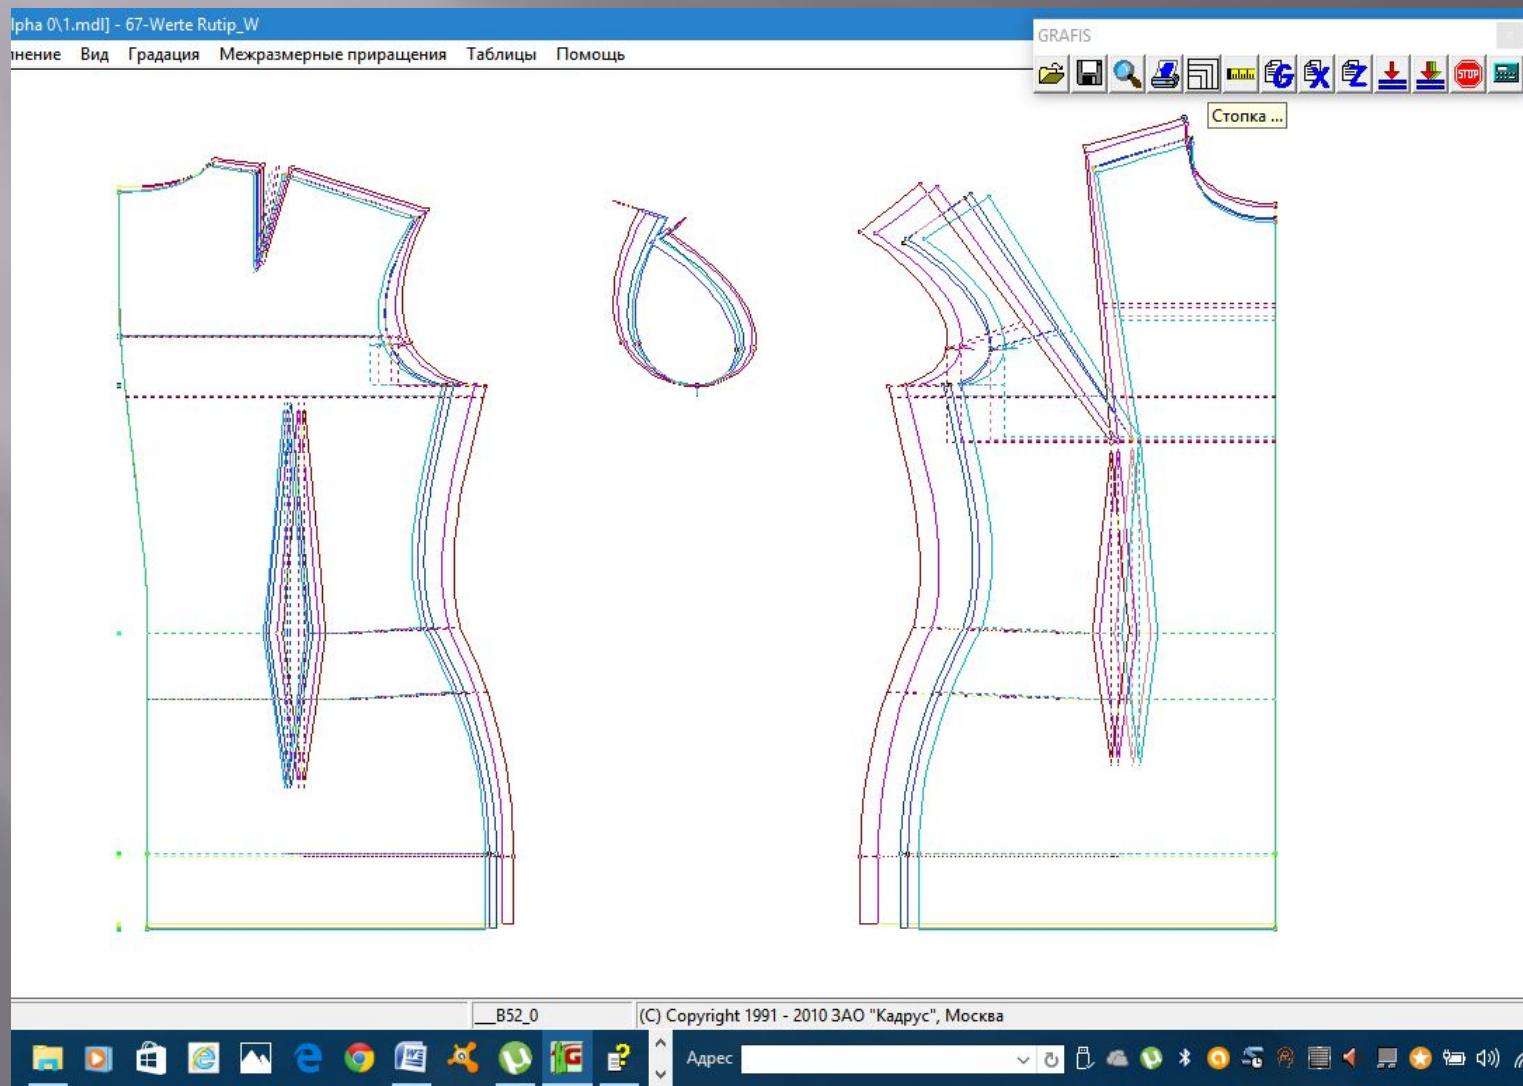 lpha 0\1.mdl] - 67-Werte Rutip_W
GRAFIS
нение Вид Градация Межразмерные приращения Таблицы Помощь
G X Z STOP
Стопка ...
__B52_0 (C) Copyright 1991 - 2010 ЗАО "Кадрус", Москва
Адрес